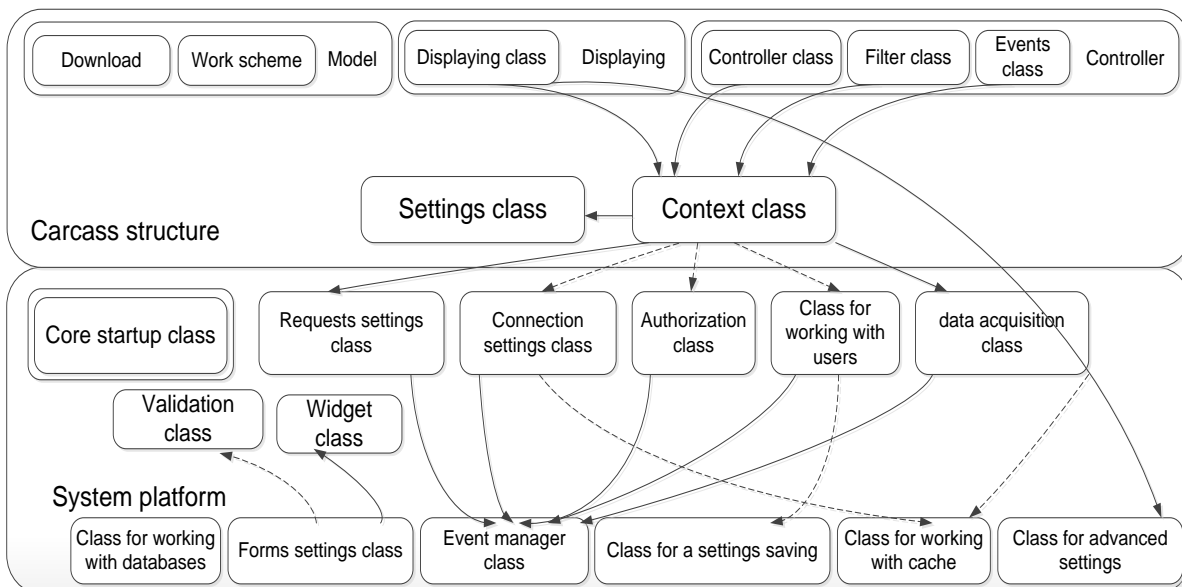 Download
Work scheme
Model
Displaying class
Displaying
Controller class
Filter class
Events
class
Controller
Settings class
Context class
Carcass structure
Core startup class
Requests settings
class
Connection
settings class
Authorization
class
Class for
working with
users
data acquisition
class
Validation
class
Widget
class
System platform
Class for working
with databases
Forms settings class
Event manager
class
Class for a settings saving
Class for working
with cache
Class for advanced
settings